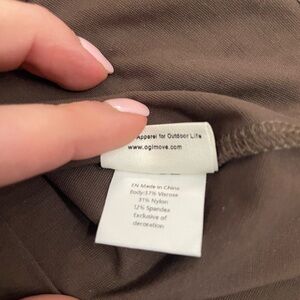 Apparel for Outdoor Life
www.ogimove.com
EN Made in China
Body:57% Viscose
31% Nylon
12% Spandex
Exclusive of
decoration